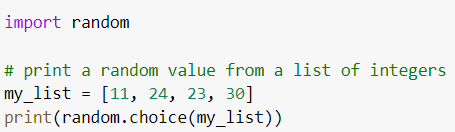 import random

# print a random value from a list of integers
my_list = [11, 24, 23, 30]
print(random.choice(my_list))